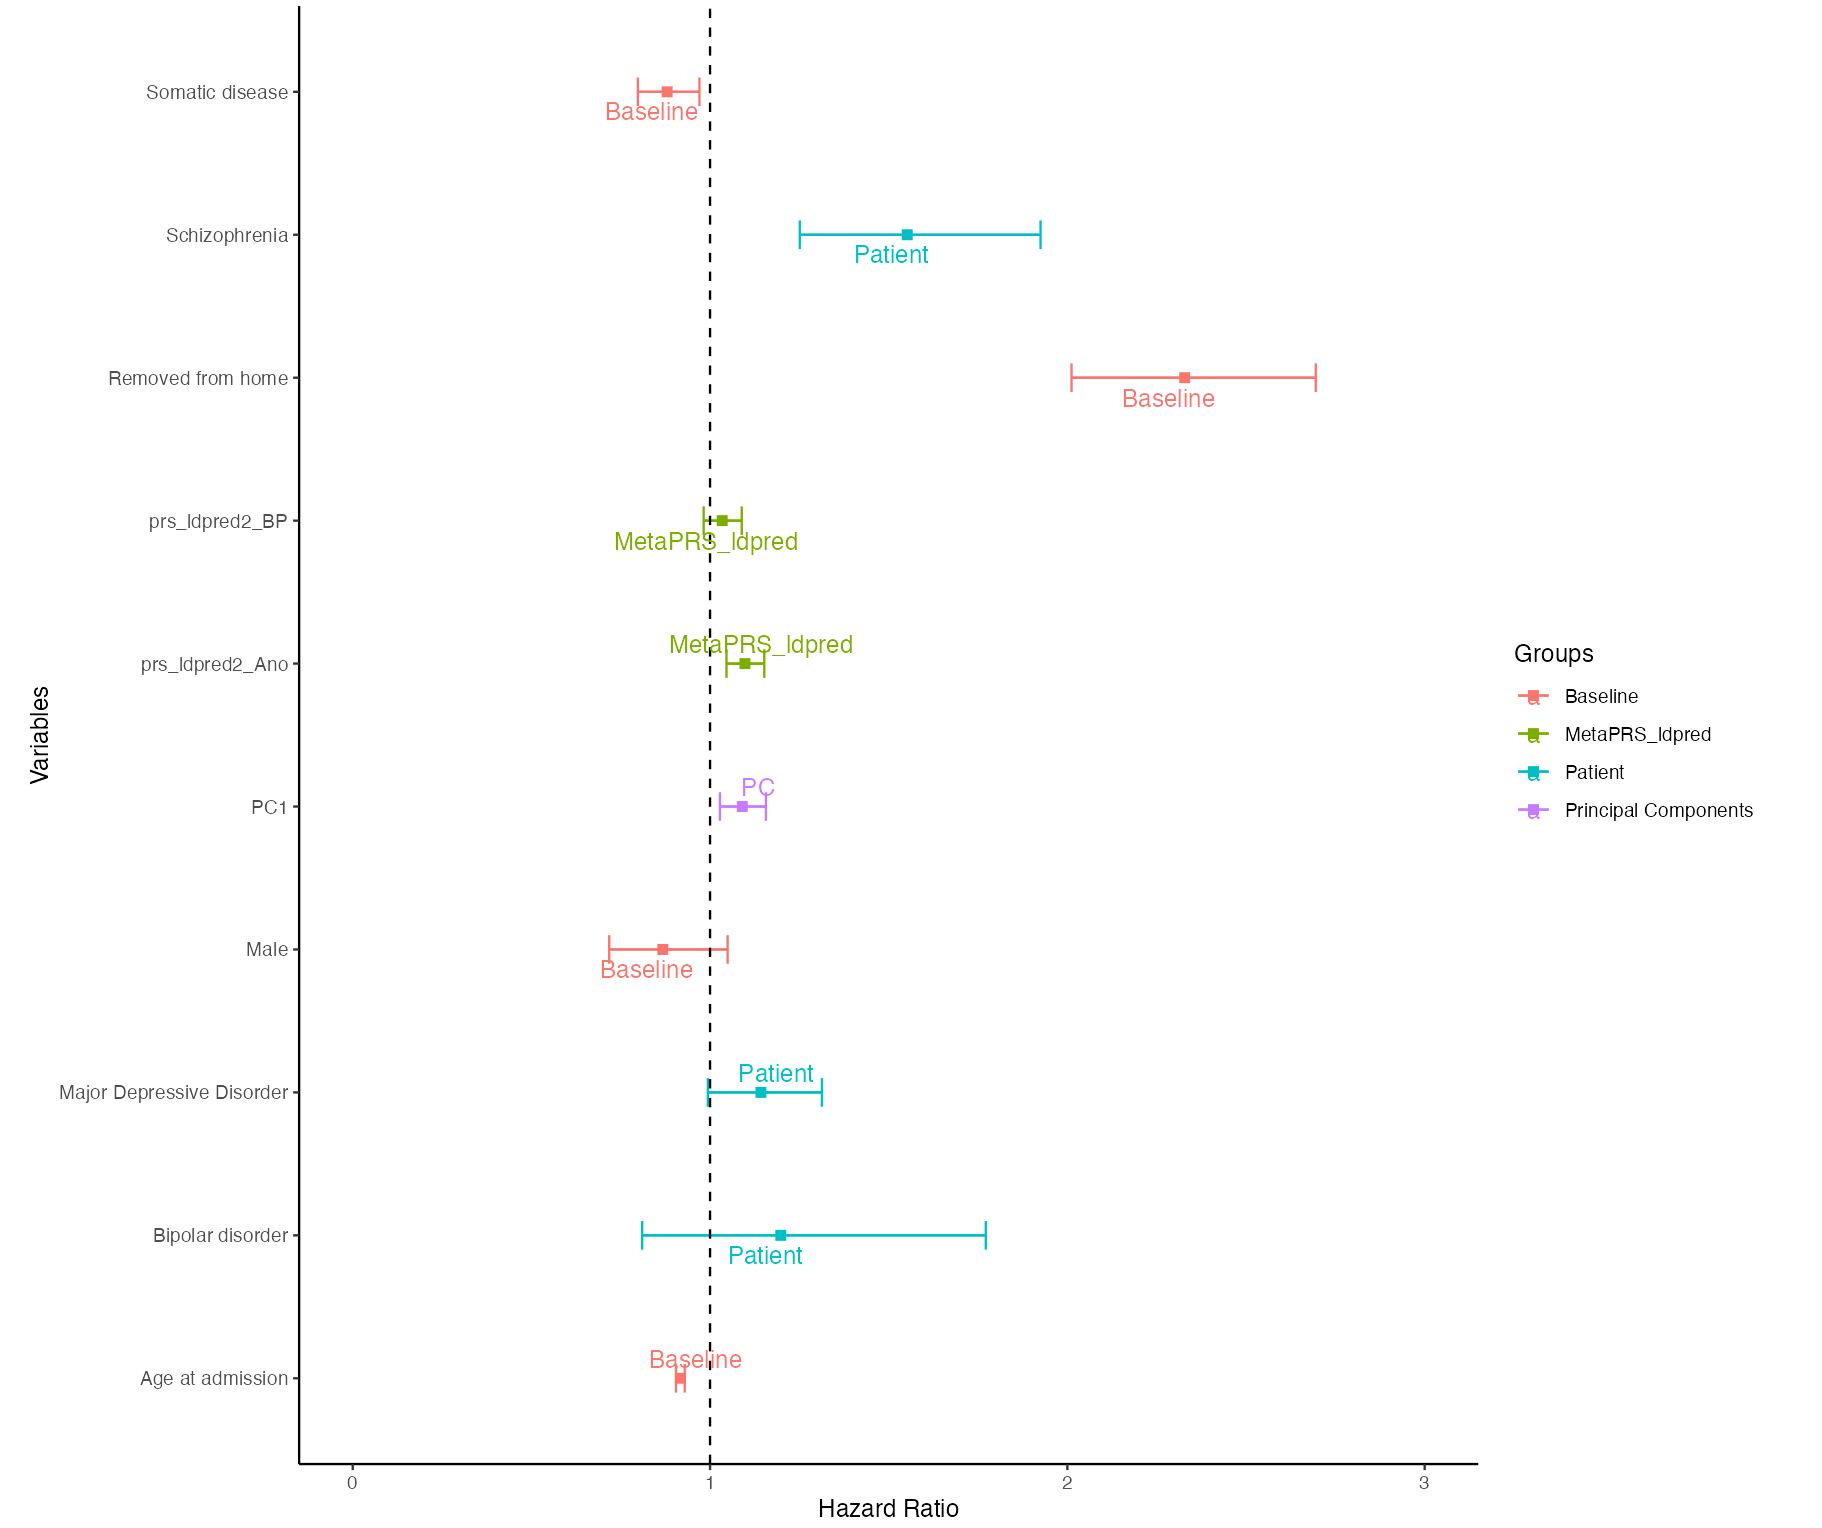 Somatic disease
Baseline
Schizophrenia
Patient
Removed from home
Baseline
prs_ldpred2_BP
MetaPRS_ldpred
MetaPRS_ldpred
prs_ldpred2_Ano
PC
PC1
Male
Baseline
Patient
Major Depressive Disorder
Bipolar disorder
Patient
Baseline
Age at admission
0 1 2 3
Hazard Ratio
Variables
Groups
a Baseline
a MetaPRS_ldpred
a Patient
a Principal Components